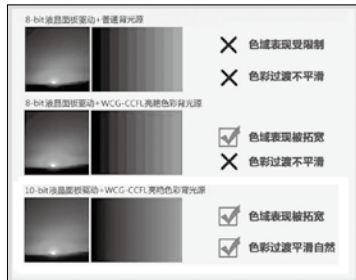 8-bit液晶面板驱动+普通背光源
色域表现受限制
色彩过渡不平滑
8-bit液晶面板驱动+WCG-CCFL亮艳色彩背光源
色域表现被拓宽
色彩过渡不平滑
10-bit液晶面板驱动+WCG-CCFL亮艳色彩背光源
色域表现被拓宽
色彩过渡平滑自然